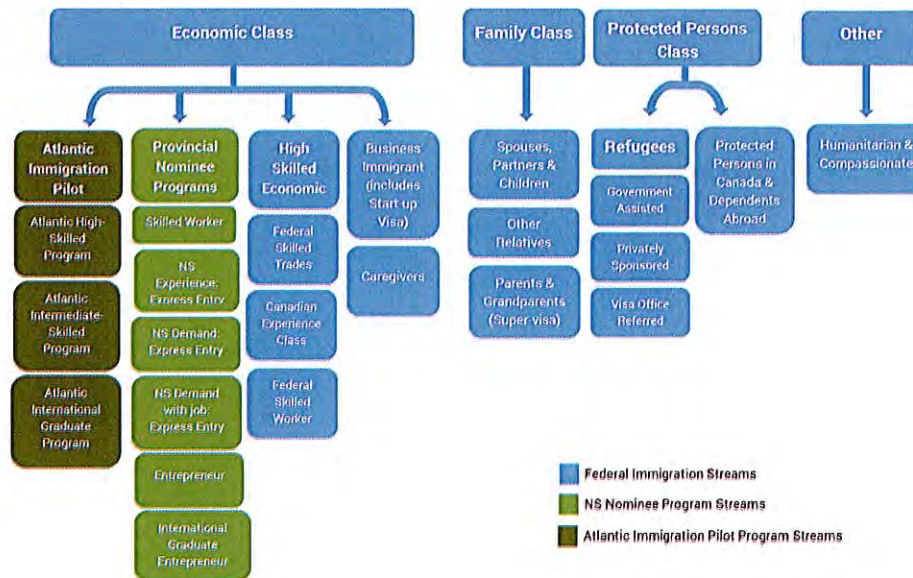 Economic Class
Family Class
Protected Persons
Class
Other
Atlantic
Immigration
Pilot
Atlantic High-
Skilled
Program
Atlantic
Intermediate-
Skilled
Program
Atlantic
International
Graduate
Program
Provincial
Nominee
Programs
Skilled Worker
NS
Experience:
Express Entry
NS Demand:
Express Entry
NS Demand
with job:
Express Entry
Entrepreneur
International
Graduate
Entrepreneur
High
Skilled
Economic
Federal
Skilled
Trades
Canadian
Experience
Class
Federal
Skilled
Worker
Business
Immigrant
(includes
Start up
Visa)
Caregivers
Spouses,
Partners &
Children
Other
Relatives
Parents &
Grandparents
(Super-visa)
Refugees
Government
Assisted
Privately
Sponsored
Visa Office
Referred
Protected
Persons in
Canada &
Dependents
Abroad
Humanitarian &
Compassionate
Federal Immigration Streams
NS Nominee Program Streams
Atlantic Immigration Pilot Program Streams